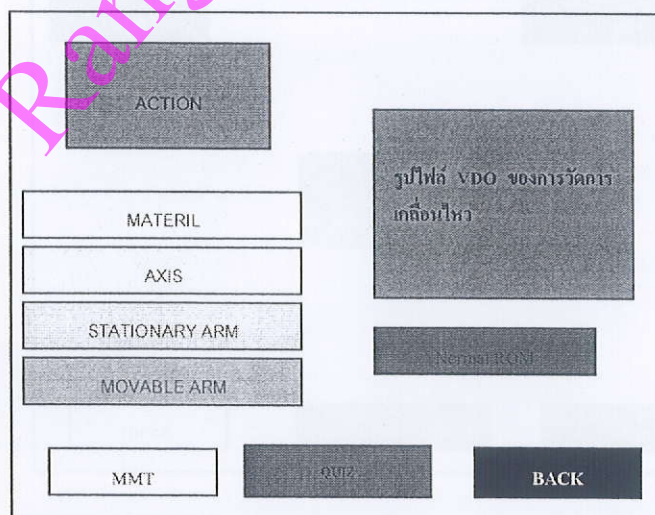 ACTION
รูปไฟล์ VDO ของการวัดการ
เคลื่อนไหว
MATERIL
AXIS
STATIONARY ARM
MOVABLE ARM
Normal ROM
MMT
QUIZ
BACK